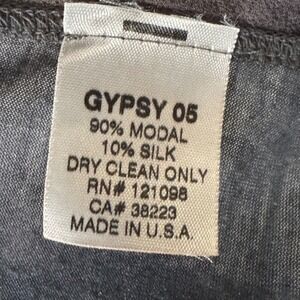 GYPSY 05
90% MODAL
10% SILK
DRY CLEAN ONLY
RN# 121098
CA# 38223
MADE IN U.S.A.